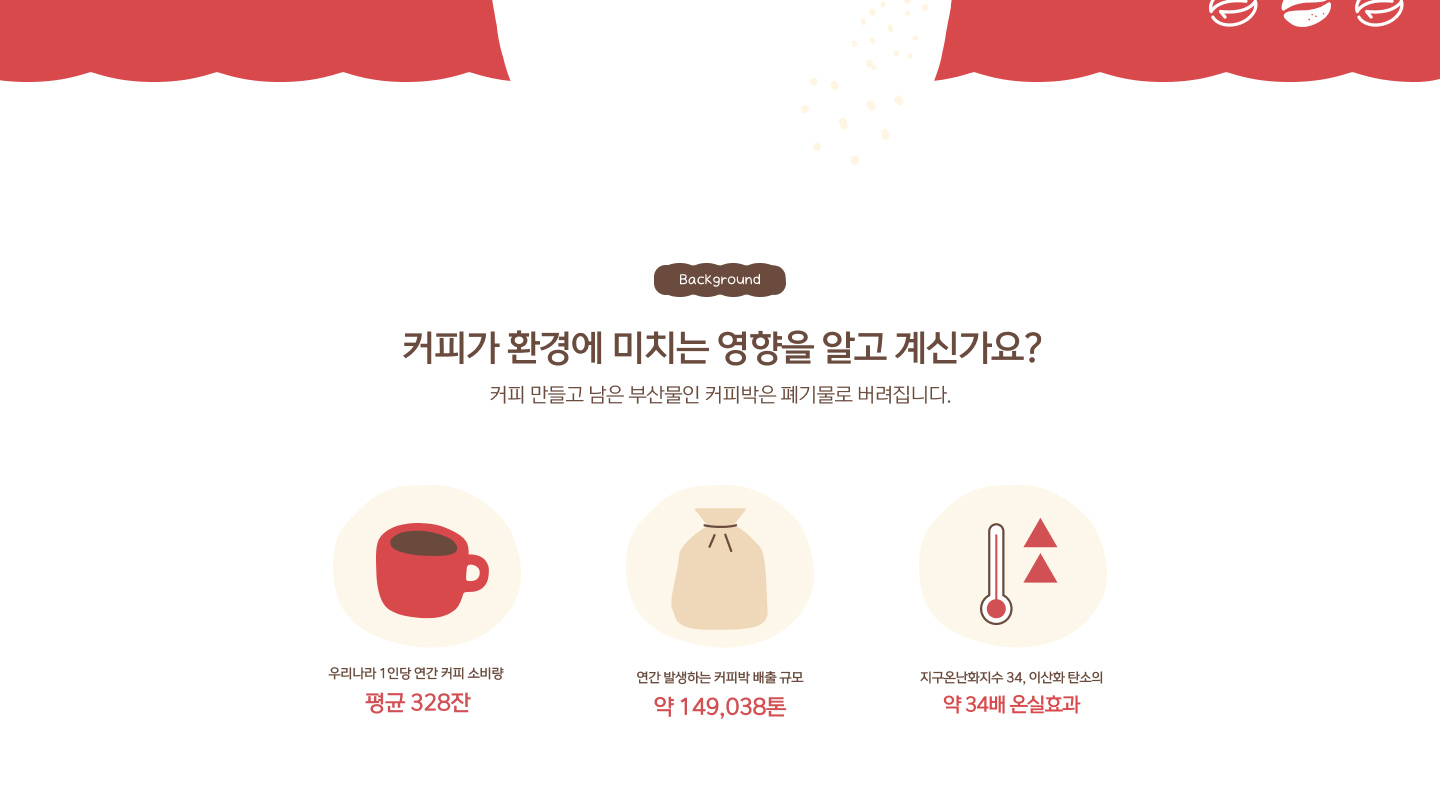 Background
커피가 환경에 미치는 영향을 알고 계신가요?
커피 만들고 남은 부산물인 커피박은 폐기물로 버려집니다.
우리나라 1인당 연간 커피 소비량
평균 328잔
연간 발생하는 커피박 배출 규모
약 149,038톤
지구온난화지수 34, 이산화 탄소의
약 34배 온실효과